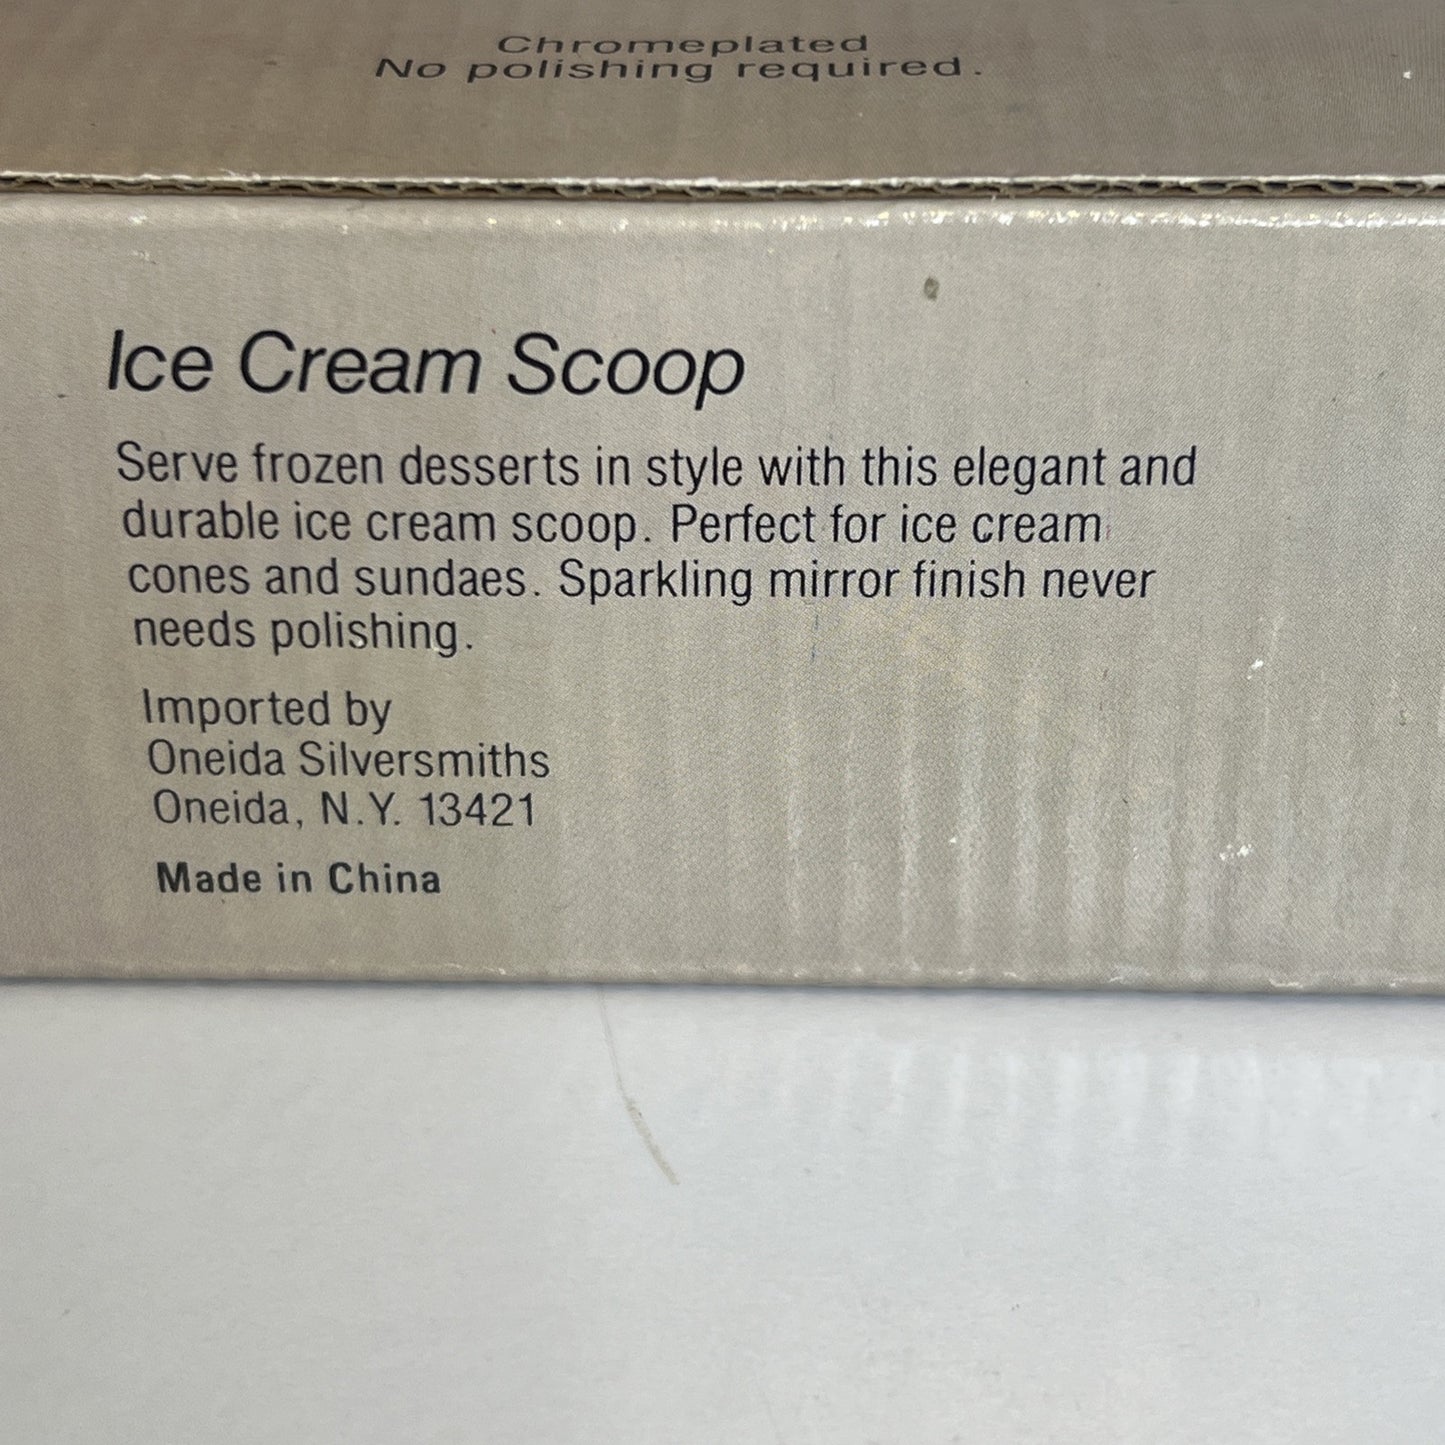 Chromeplated
No polishing required.
Ice Cream Scoop
Serve frozen desserts in style with this elegant and
durable ice cream scoop. Perfect for ice cream
cones and sundaes. Sparkling mirror finish never
needs polishing.
Imported by
Oneida Silversmiths
Oneida, N.Y. 13421
Made in China